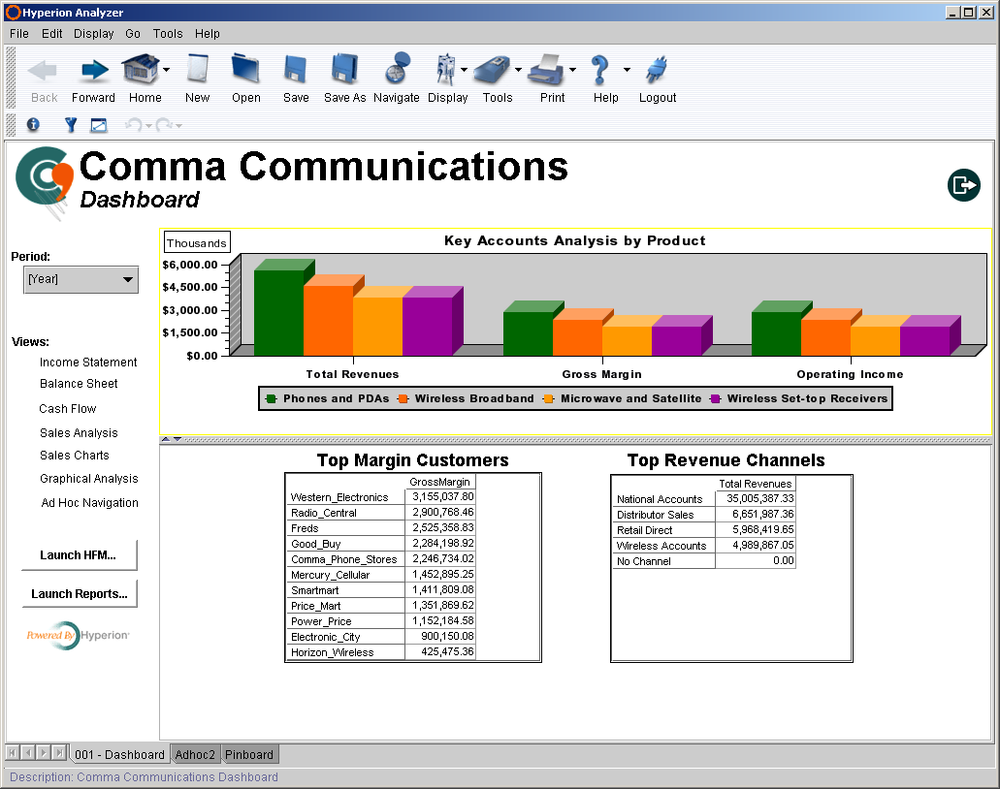 Hyperion Analyzer
File Edit Display Go Tools Help
Back Forward Home New Open Save Save As Navigate Display Tools Print Help Logout
Comma Communications
Dashboard
Period:
[Year]
Views:
Income Statement
Balance Sheet
Cash Flow
Sales Analysis
Sales Charts
Graphical Analysis
Ad Hoc Navigation
Launch HFM...
Launch Reports...
Powered By Hyperion
Thousands
Key Accounts Analysis by Product
$6,000.00
$4,500.00
$3,000.00
$1,500.00
$0.00
Total Revenues Gross Margin Operating Income
Phones and PDAs Wireless Broadband Microwave and Satellite Wireless Set-top Receivers
Top Margin Customers
GrossMargin
Western_Electronics 3,155,037.80
Radio_Central 2,900,768.46
Freds 2,525,358.83
Good_Buy 2,284,198.92
Comma_Phone_Stores 2,246,734.02
Mercury_Cellular 1,452,895.25
Smartmart 1,411,809.08
Price_Mart 1,351,869.62
Power_Price 1,152,184.58
Electronic_City 900,150.08
Horizon_Wireless 425,475.36
Top Revenue Channels
Total Revenues
National Accounts 35,005,387.33
Distributor Sales 6,651,987.36
Retail Direct 5,968,419.65
Wireless Accounts 4,989,867.05
No Channel 0.00
001 - Dashboard Adhoc2 Pinboard
Description: Comma Communications Dashboard